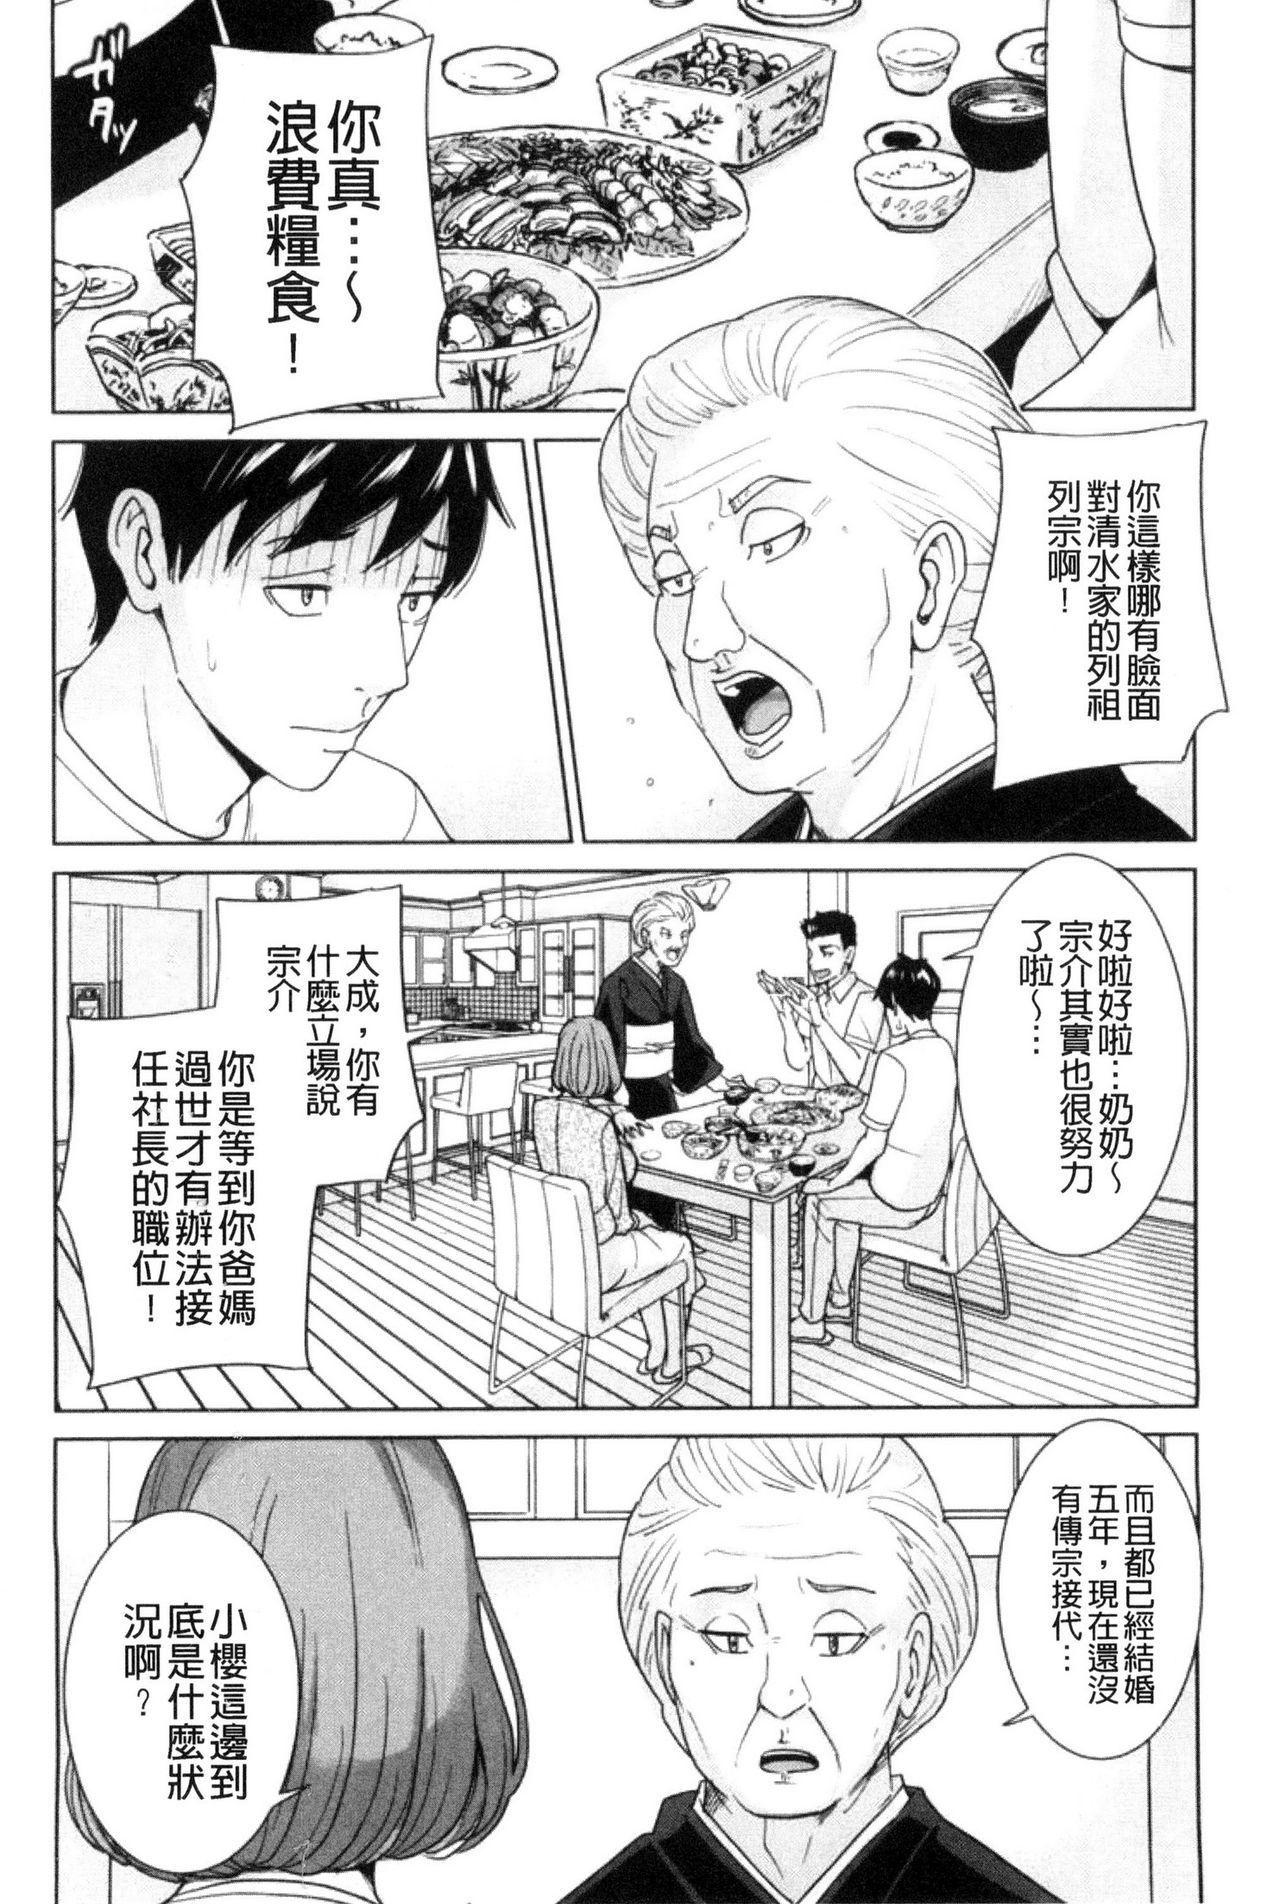 ガタッ
你真…～
浪費糧食！
你這樣哪有臉面
對清水家的列祖
列宗啊！
好啦好啦…奶奶～
宗介其實也很努力
了啦～…
大成，你有
什麼立場說
宗介
你是等到你爸媽
過世才有辦法接
任社長的職位！
而且都已經結婚
五年，現在還沒
有傳宗接代…
小櫻這邊到
底是什麼狀
況啊？